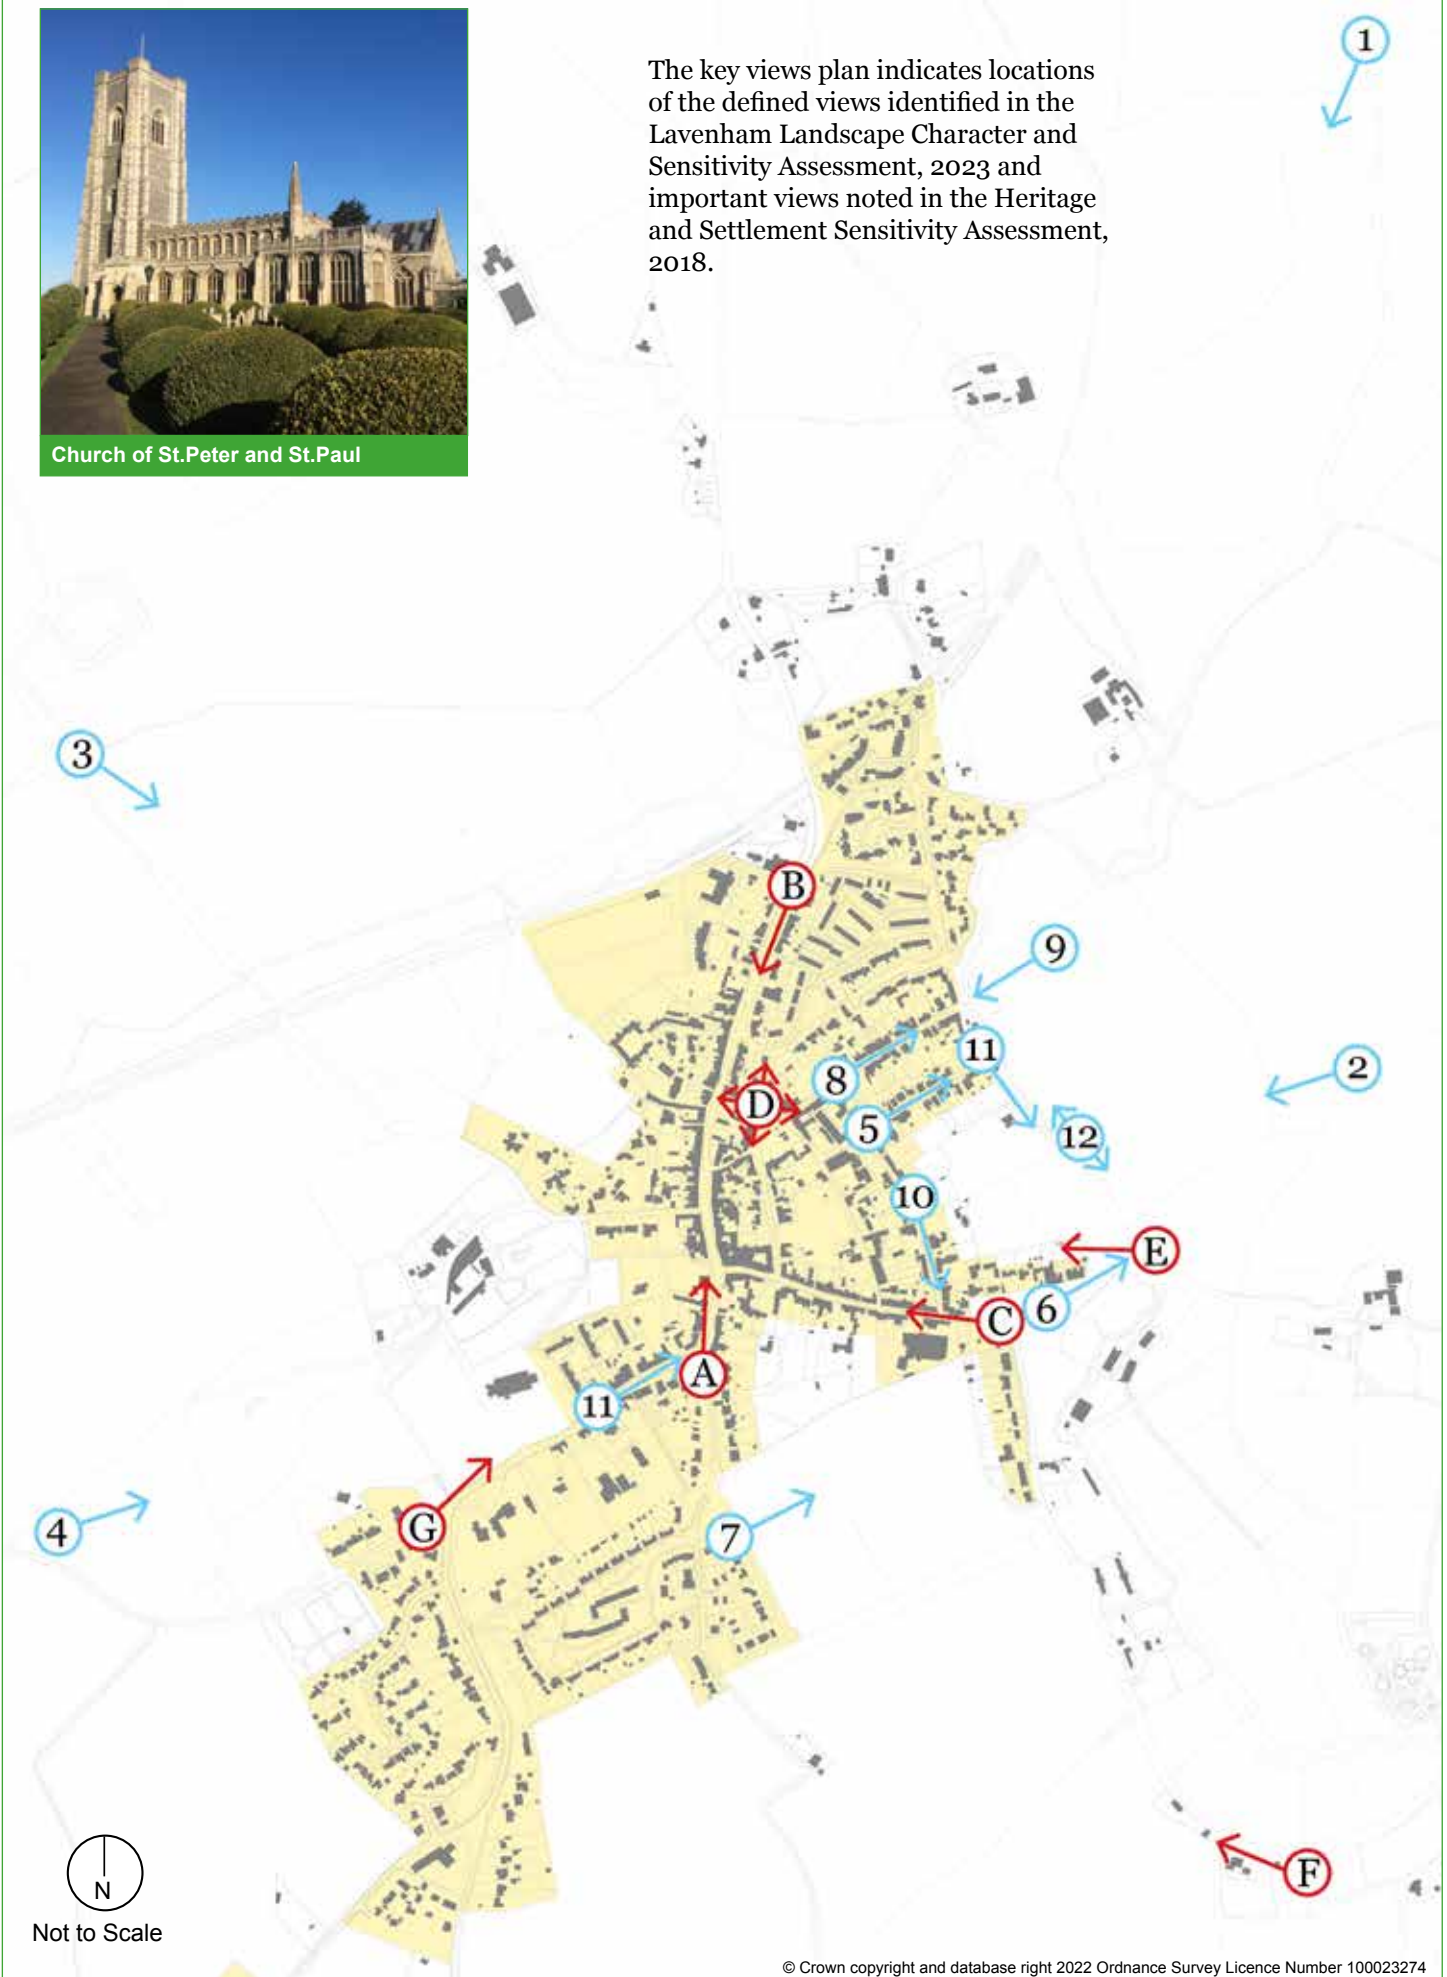 The key views plan indicates locations
of the defined views identified in the
Lavenham Landscape Character and
Sensitivity Assessment, 2023 and
important views noted in the Heritage
and Settlement Sensitivity Assessment,
2018.
Church of St.Peter and St.Paul
1
3
B
9
11
2
8
D
5
12
10
E
6
C
A
11
G
4
7
F
N
Not to Scale
© Crown copyright and database right 2022 Ordnance Survey Licence Number 100023274